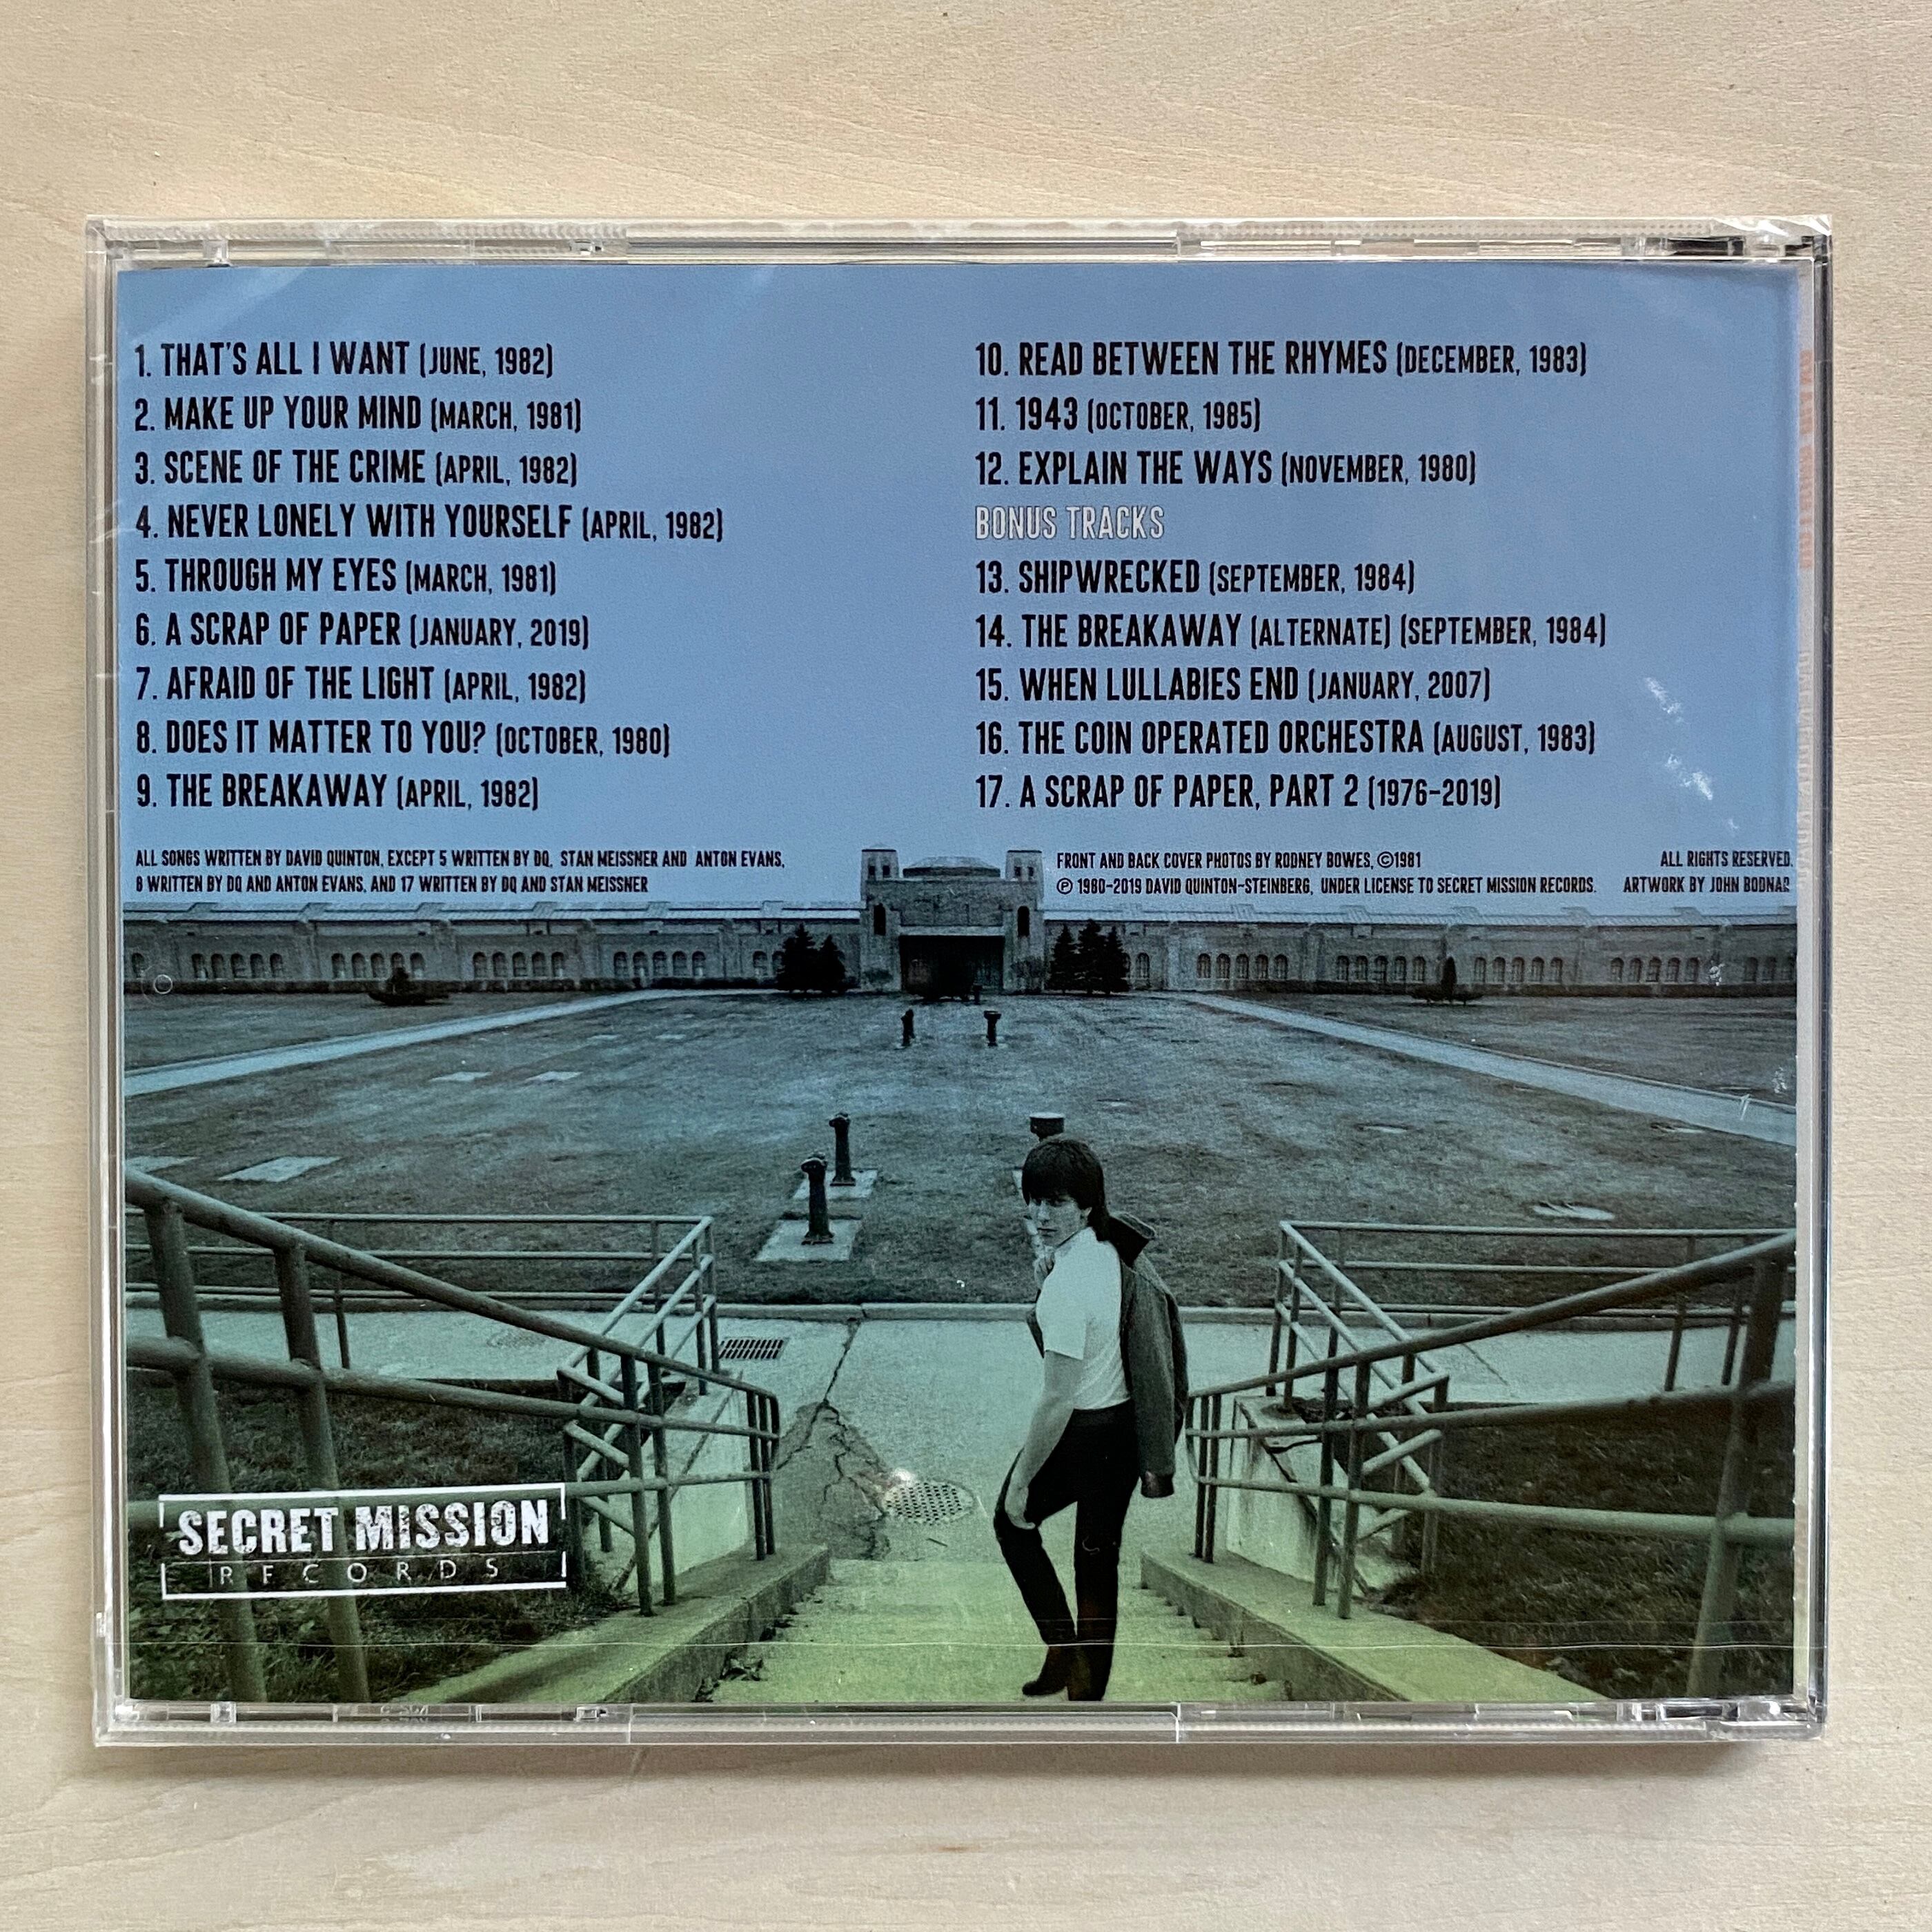 1. THAT'S ALL I WANT (JUNE, 1982)
2. MAKE UP YOUR MIND (MARCH, 1981)
3. SCENE OF THE CRIME (APRIL, 1982)
4. NEVER LONELY WITH YOURSELF (APRIL, 1982)
5. THROUGH MY EYES (MARCH, 1981)
6. A SCRAP OF PAPER (JANUARY, 2019)
7. AFRAID OF THE LIGHT (APRIL, 1982)
8. DOES IT MATTER TO YOU? (OCTOBER, 1980)
9. THE BREAKAWAY (APRIL, 1982)
10. READ BETWEEN THE RHYMES (DECEMBER, 1983)
11. 1943 (OCTOBER, 1985)
12. EXPLAIN THE WAYS (NOVEMBER, 1980)
BONUS TRACKS
13. SHIPWRECKED (SEPTEMBER, 1984)
14. THE BREAKAWAY (ALTERNATE) (SEPTEMBER, 1984)
15. WHEN LULLABIES END (JANUARY, 2007)
16. THE COIN OPERATED ORCHESTRA (AUGUST, 1983)
17. A SCRAP OF PAPER, PART 2 (1976-2019)
ALL SONGS WRITTEN BY DAVID QUINTON, EXCEPT 5 WRITTEN BY DQ, STAN MEISSNER AND ANTON EVANS,
8 WRITTEN BY DQ AND ANTON EVANS, AND 17 WRITTEN BY DQ AND STAN MEISSNER
FRONT AND BACK COVER PHOTOS BY RODNEY BOWES, ©1981
℗ 1980-2019 DAVID QUINTON-STEINBERG, UNDER LICENSE TO SECRET MISSION RECORDS.
ALL RIGHTS RESERVED.
ARTWORK BY JOHN BODNAR
SECRET MISSION
RECORDS